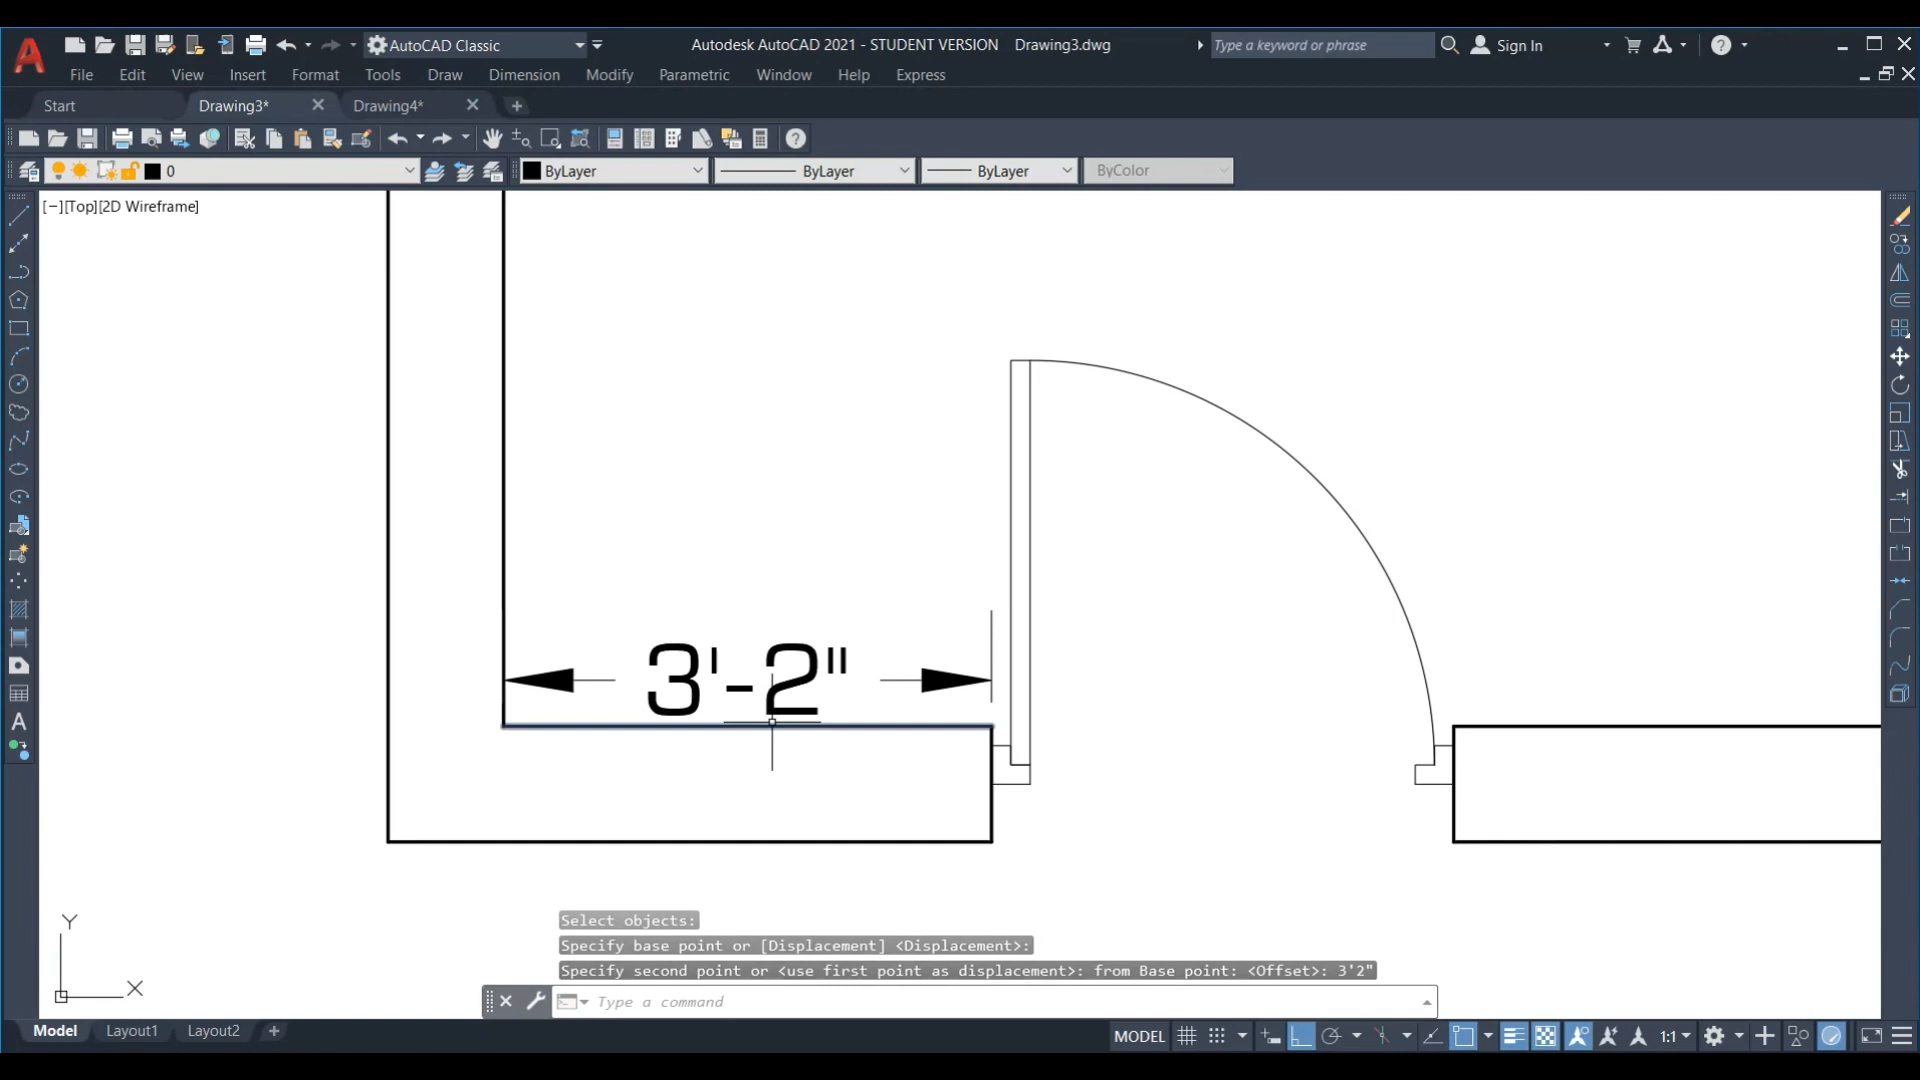 AutoCAD Classic Autodesk AutoCAD 2021 - STUDENT VERSION Drawing3.dwg Type a keyword or phrase Sign In
File Edit View Insert Format Tools Draw Dimension Modify Parametric Window Help Express
Start Drawing3* Drawing4*
0 ByLayer ByLayer ByLayer ByColor
[−][Top][2D Wireframe]
3'-2"
Select objects:
Specify base point or [Displacement] <Displacement>:
Specify second point or <use first point as displacement>: from Base point: <Offset>: 3'2"
Type a command
Y
X
Model Layout1 Layout2 MODEL 1:1